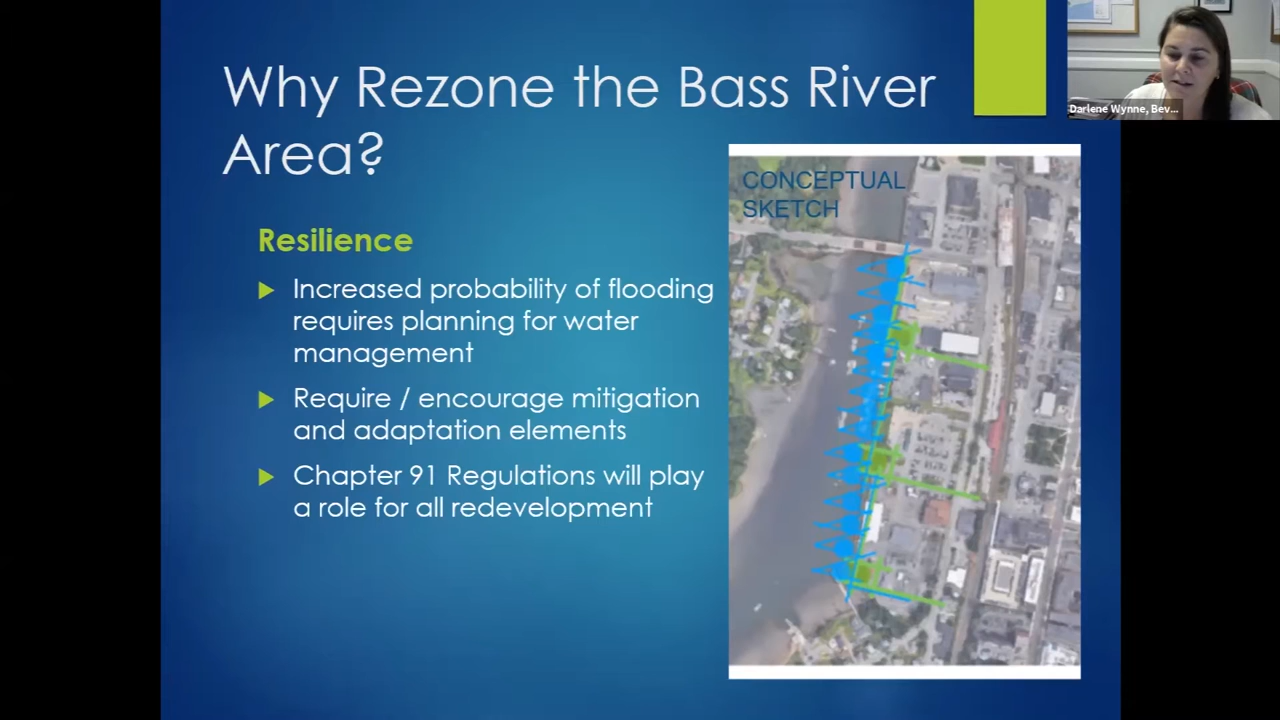 Why Rezone the Bass River
Area?
Resilience
Increased probability of flooding
requires planning for water
management
Require / encourage mitigation
and adaptation elements
Chapter 91 Regulations will play
a role for all redevelopment
CONCEPTUAL
SKETCH
Darlene Wynne, Bev...